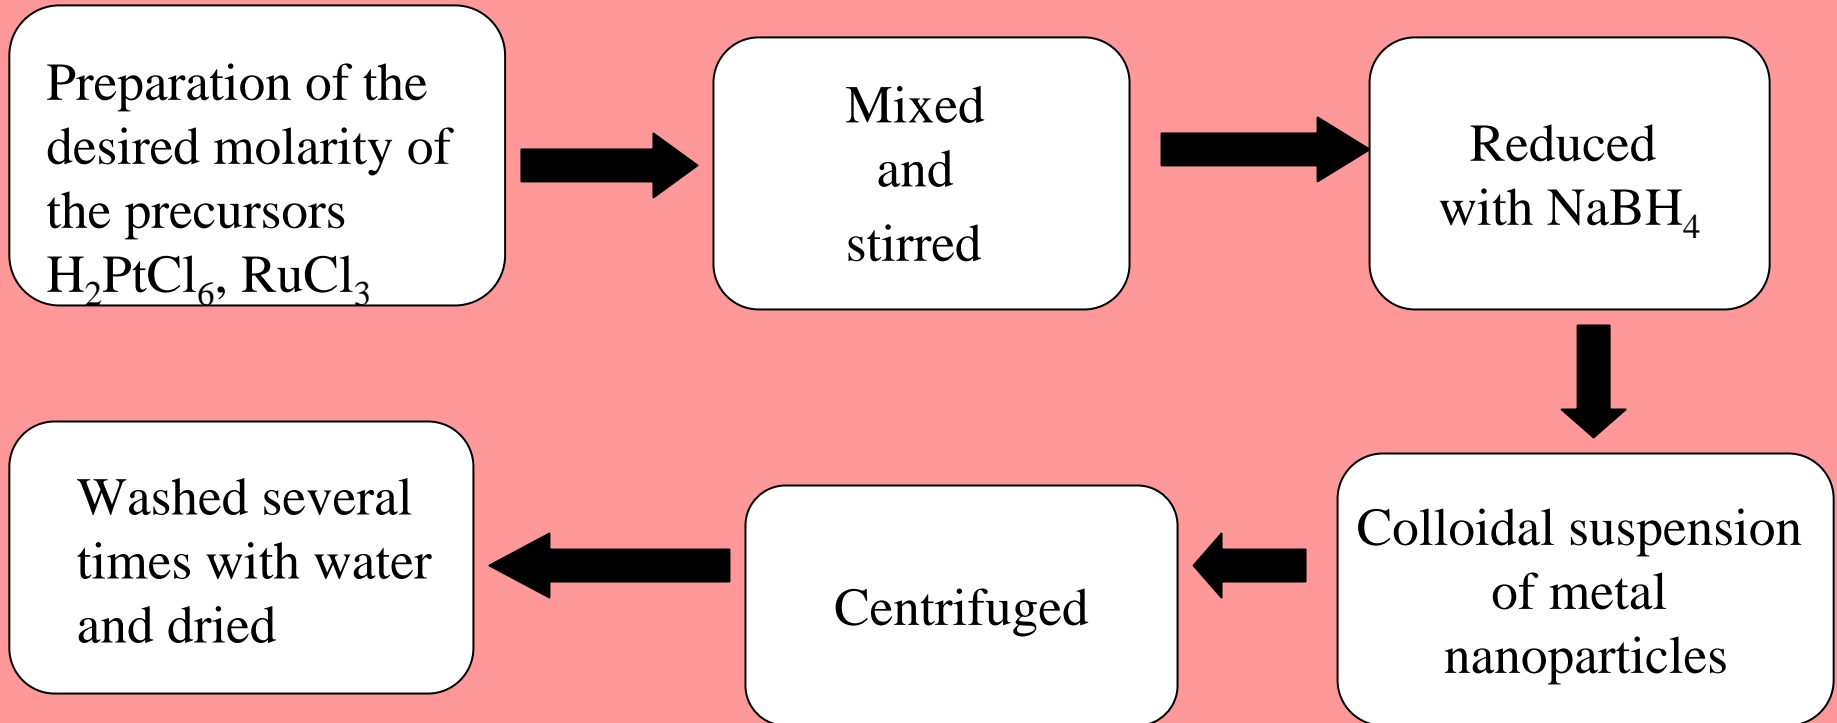 Preparation of the
desired molarity of
the precursors
H₂PtCl₆, RuCl₃
Mixed
and
stirred
Reduced
with NaBH₄
Colloidal suspension
of metal
nanoparticles
Centrifuged
Washed several
times with water
and dried